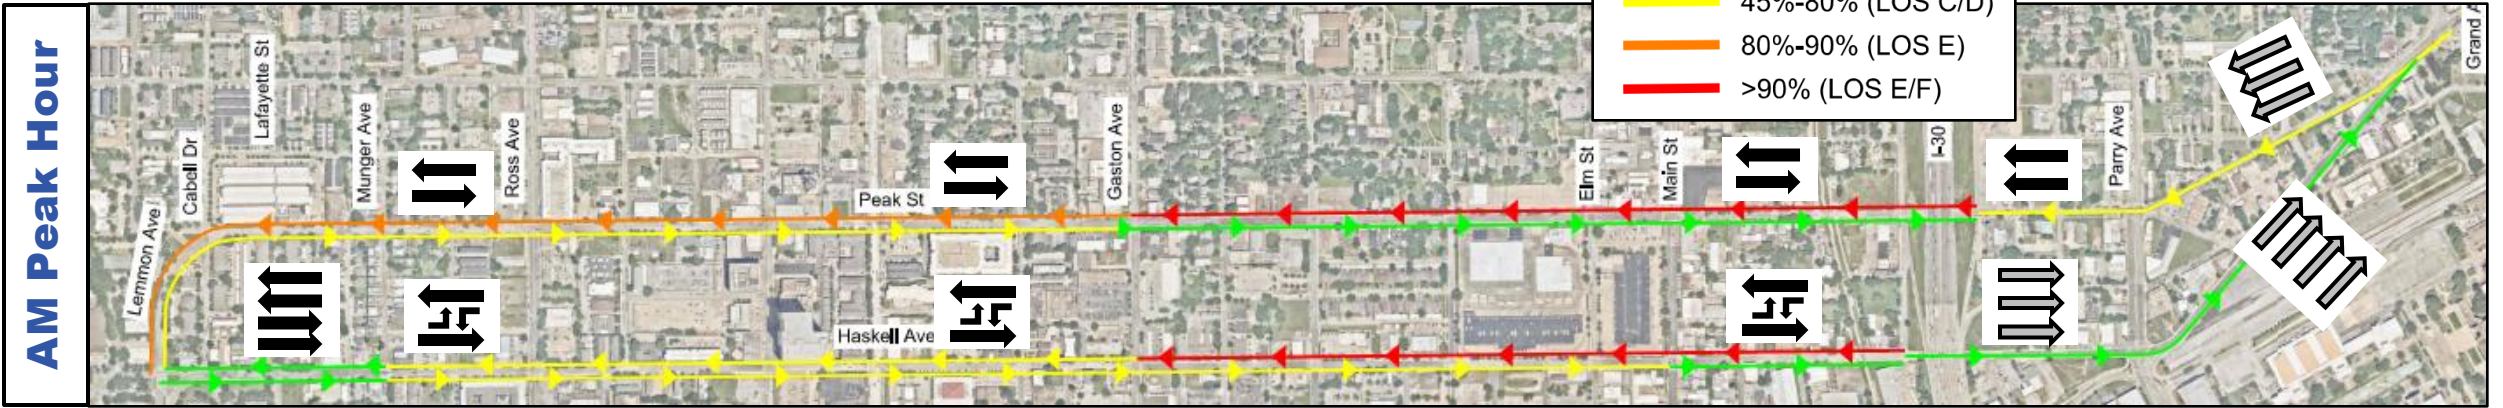 AM Peak Hour
45%-80% (LOS C/D)
80%-90% (LOS E)
>90% (LOS E/F)
Lemmon Ave
Cabell Dr
Lafayette St
Munger Ave
Ross Ave
Peak St
Haskell Ave
Gaston Ave
Elm St
Main St
I-30
Parry Ave
Grand